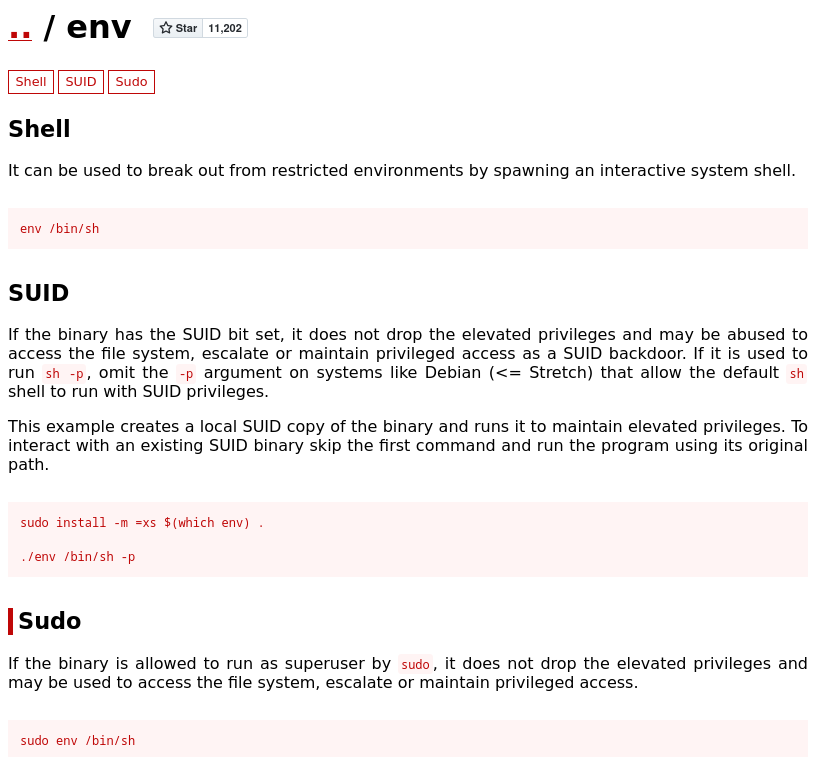 .. / env Star 11,202
Shell SUID Sudo
Shell
It can be used to break out from restricted environments by spawning an interactive system shell.
env /bin/sh
SUID
If the binary has the SUID bit set, it does not drop the elevated privileges and may be abused to
access the file system, escalate or maintain privileged access as a SUID backdoor. If it is used to
run sh -p, omit the -p argument on systems like Debian (<= Stretch) that allow the default sh
shell to run with SUID privileges.
This example creates a local SUID copy of the binary and runs it to maintain elevated privileges. To
interact with an existing SUID binary skip the first command and run the program using its original
path.
sudo install -m =xs $(which env) .
./env /bin/sh -p
Sudo
If the binary is allowed to run as superuser by sudo, it does not drop the elevated privileges and
may be used to access the file system, escalate or maintain privileged access.
sudo env /bin/sh